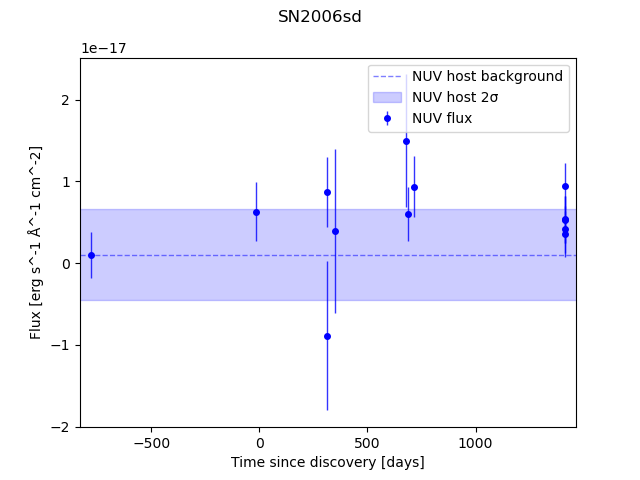 SN2006sd
1e−17
NUV host background
NUV host 2σ
NUV flux
2
1
0
−1
−2
Flux [erg s^-1 Å^-1 cm^-2]
−500
0
500
1000
Time since discovery [days]